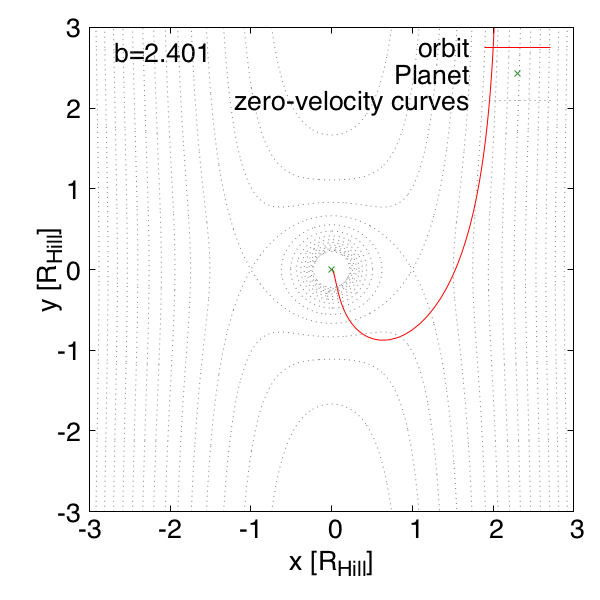 b=2.401
orbit
Planet
zero-velocity curves
3
2
1
0
-1
-2
-3
y [R_Hill]
-3 -2 -1 0 1 2 3
x [R_Hill]